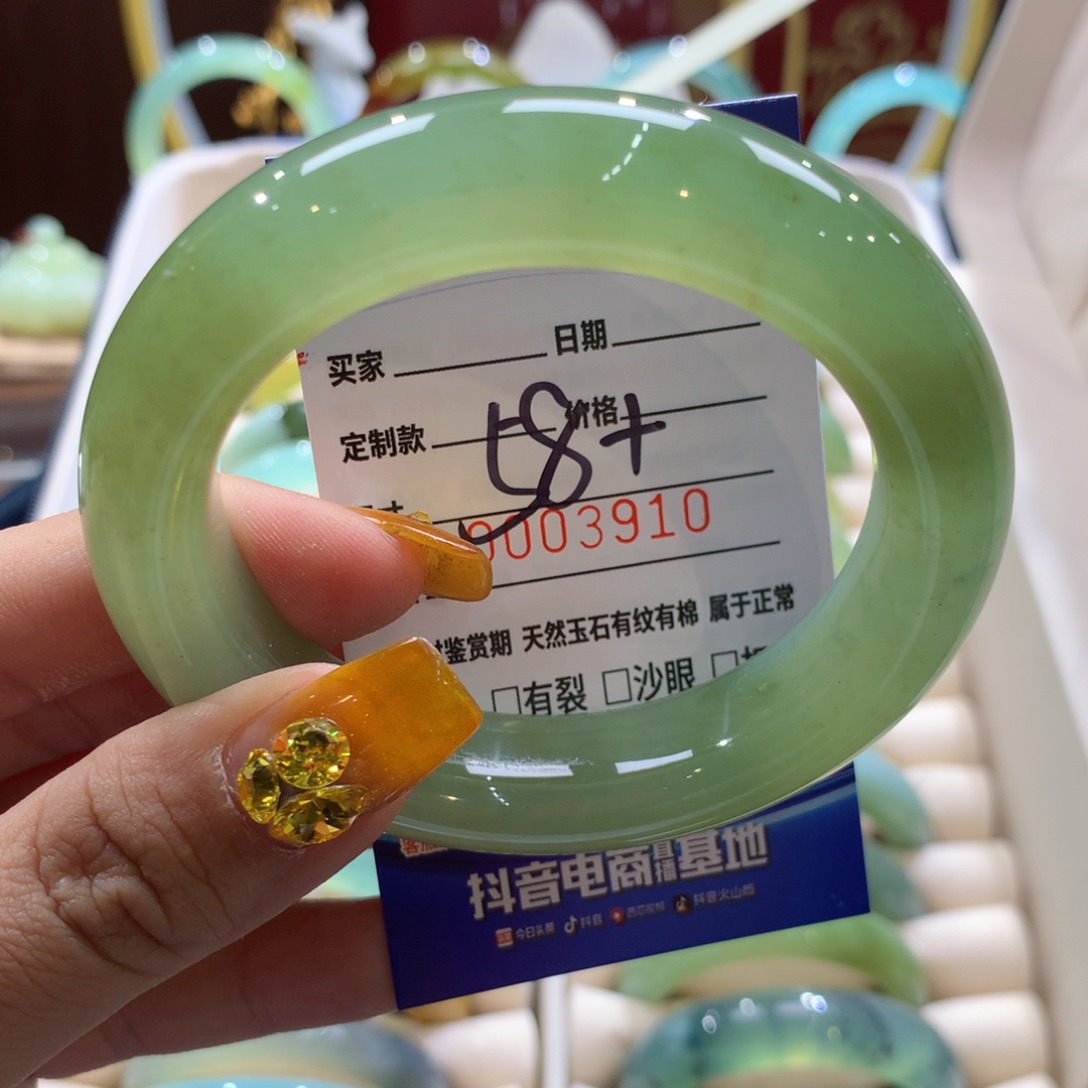 买家 日期
定制款 价格
58+
0003910
鉴赏期 天然玉石有纹有棉 属于正常
□有裂 □沙眼 □
抖音电商直播基地
今日头条 抖音 西瓜视频 抖音火山版